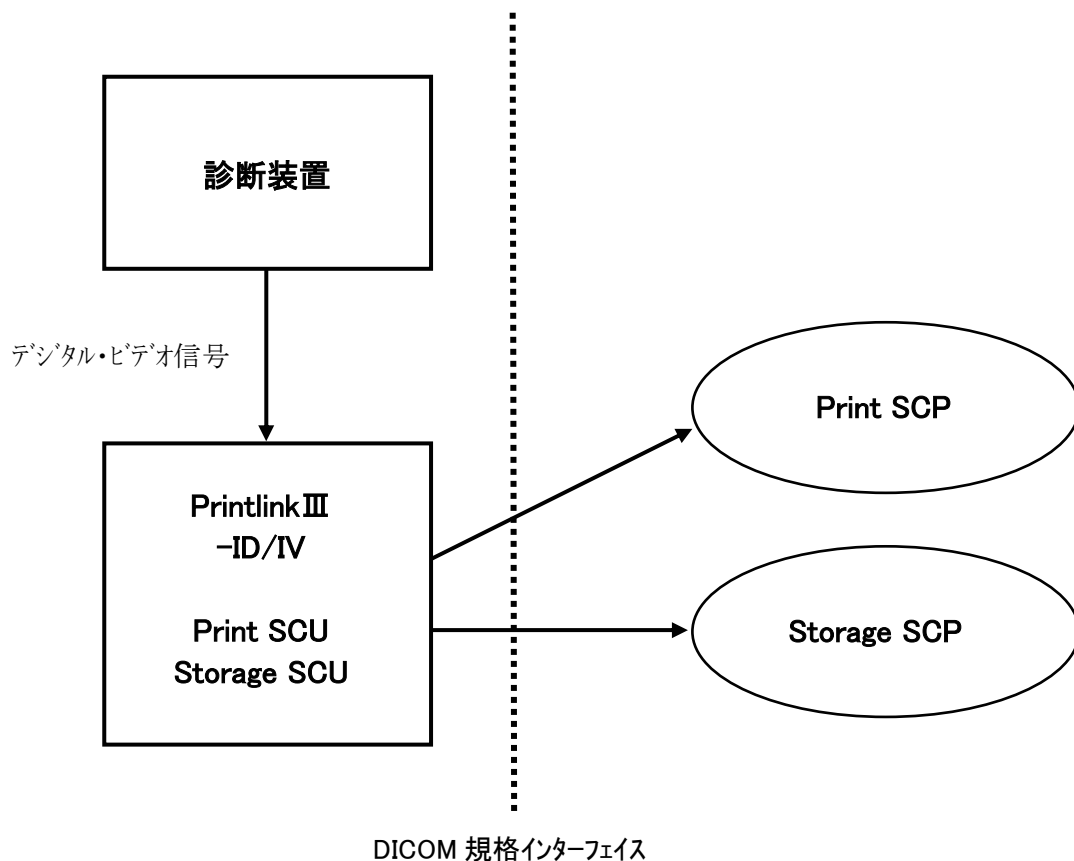 診断装置
デジタル・ビデオ信号
PrintlinkⅢ
-ID/IV
Print SCU
Storage SCU
Print SCP
Storage SCP
DICOM 規格インターフェイス